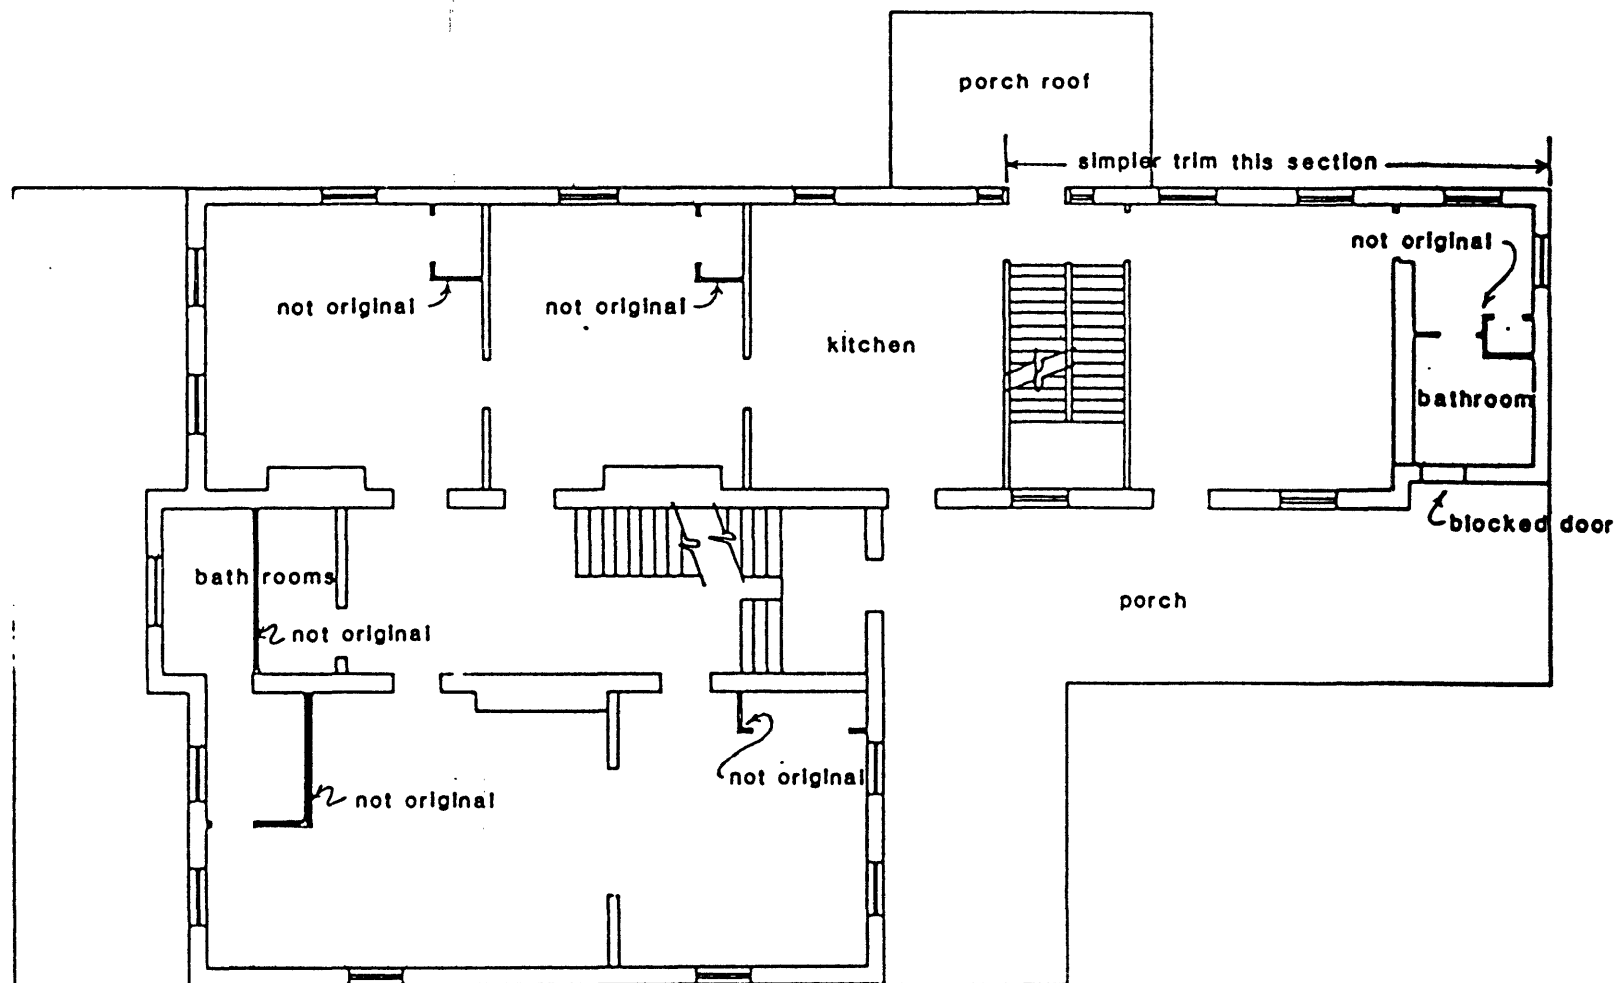 porch roof
simpler trim this section
not original
not original
not original
kitchen
bathroom
blocked door
bath rooms
porch
not original
not original
not original